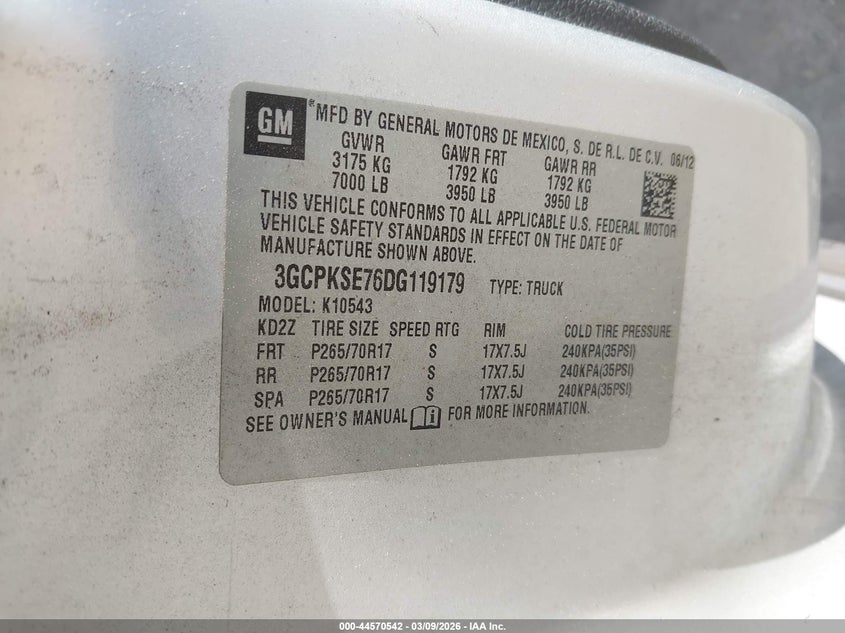 GM
*MFD BY GENERAL MOTORS DE MEXICO, S. DE R.L. DE C.V. 06/12
GVWR GAWR FRT GAWR RR
3175 KG 1792 KG 1792 KG
7000 LB 3950 LB 3950 LB
THIS VEHICLE CONFORMS TO ALL APPLICABLE U.S. FEDERAL MOTOR
VEHICLE SAFETY STANDARDS IN EFFECT ON THE DATE OF
MANUFACTURE SHOWN ABOVE.
3GCPKSE76DG119179 TYPE: TRUCK
MODEL: K10543
KD2Z TIRE SIZE SPEED RTG RIM COLD TIRE PRESSURE
FRT P265/70R17 S 17X7.5J 240KPA(35PSI)
RR P265/70R17 S 17X7.5J 240KPA(35PSI)
SPA P265/70R17 S 17X7.5J 240KPA(35PSI)
SEE OWNER'S MANUAL FOR MORE INFORMATION.
000-44570542 - 03/09/2026 - IAA Inc.